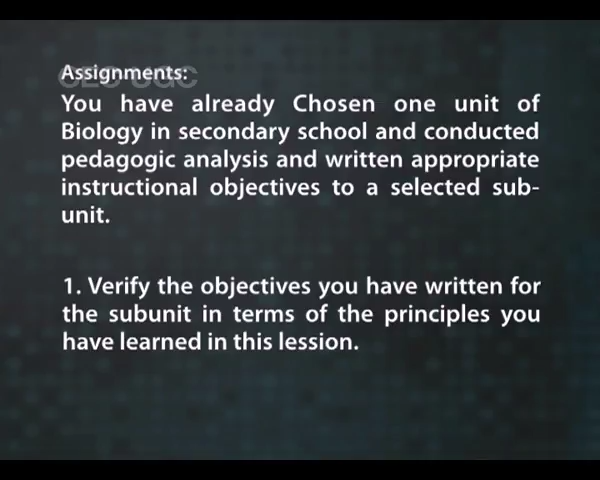 CEC UGC
Assignments:
You have already Chosen one unit of
Biology in secondary school and conducted
pedagogic analysis and written appropriate
instructional objectives to a selected sub-
unit.
1. Verify the objectives you have written for
the subunit in terms of the principles you
have learned in this lession.